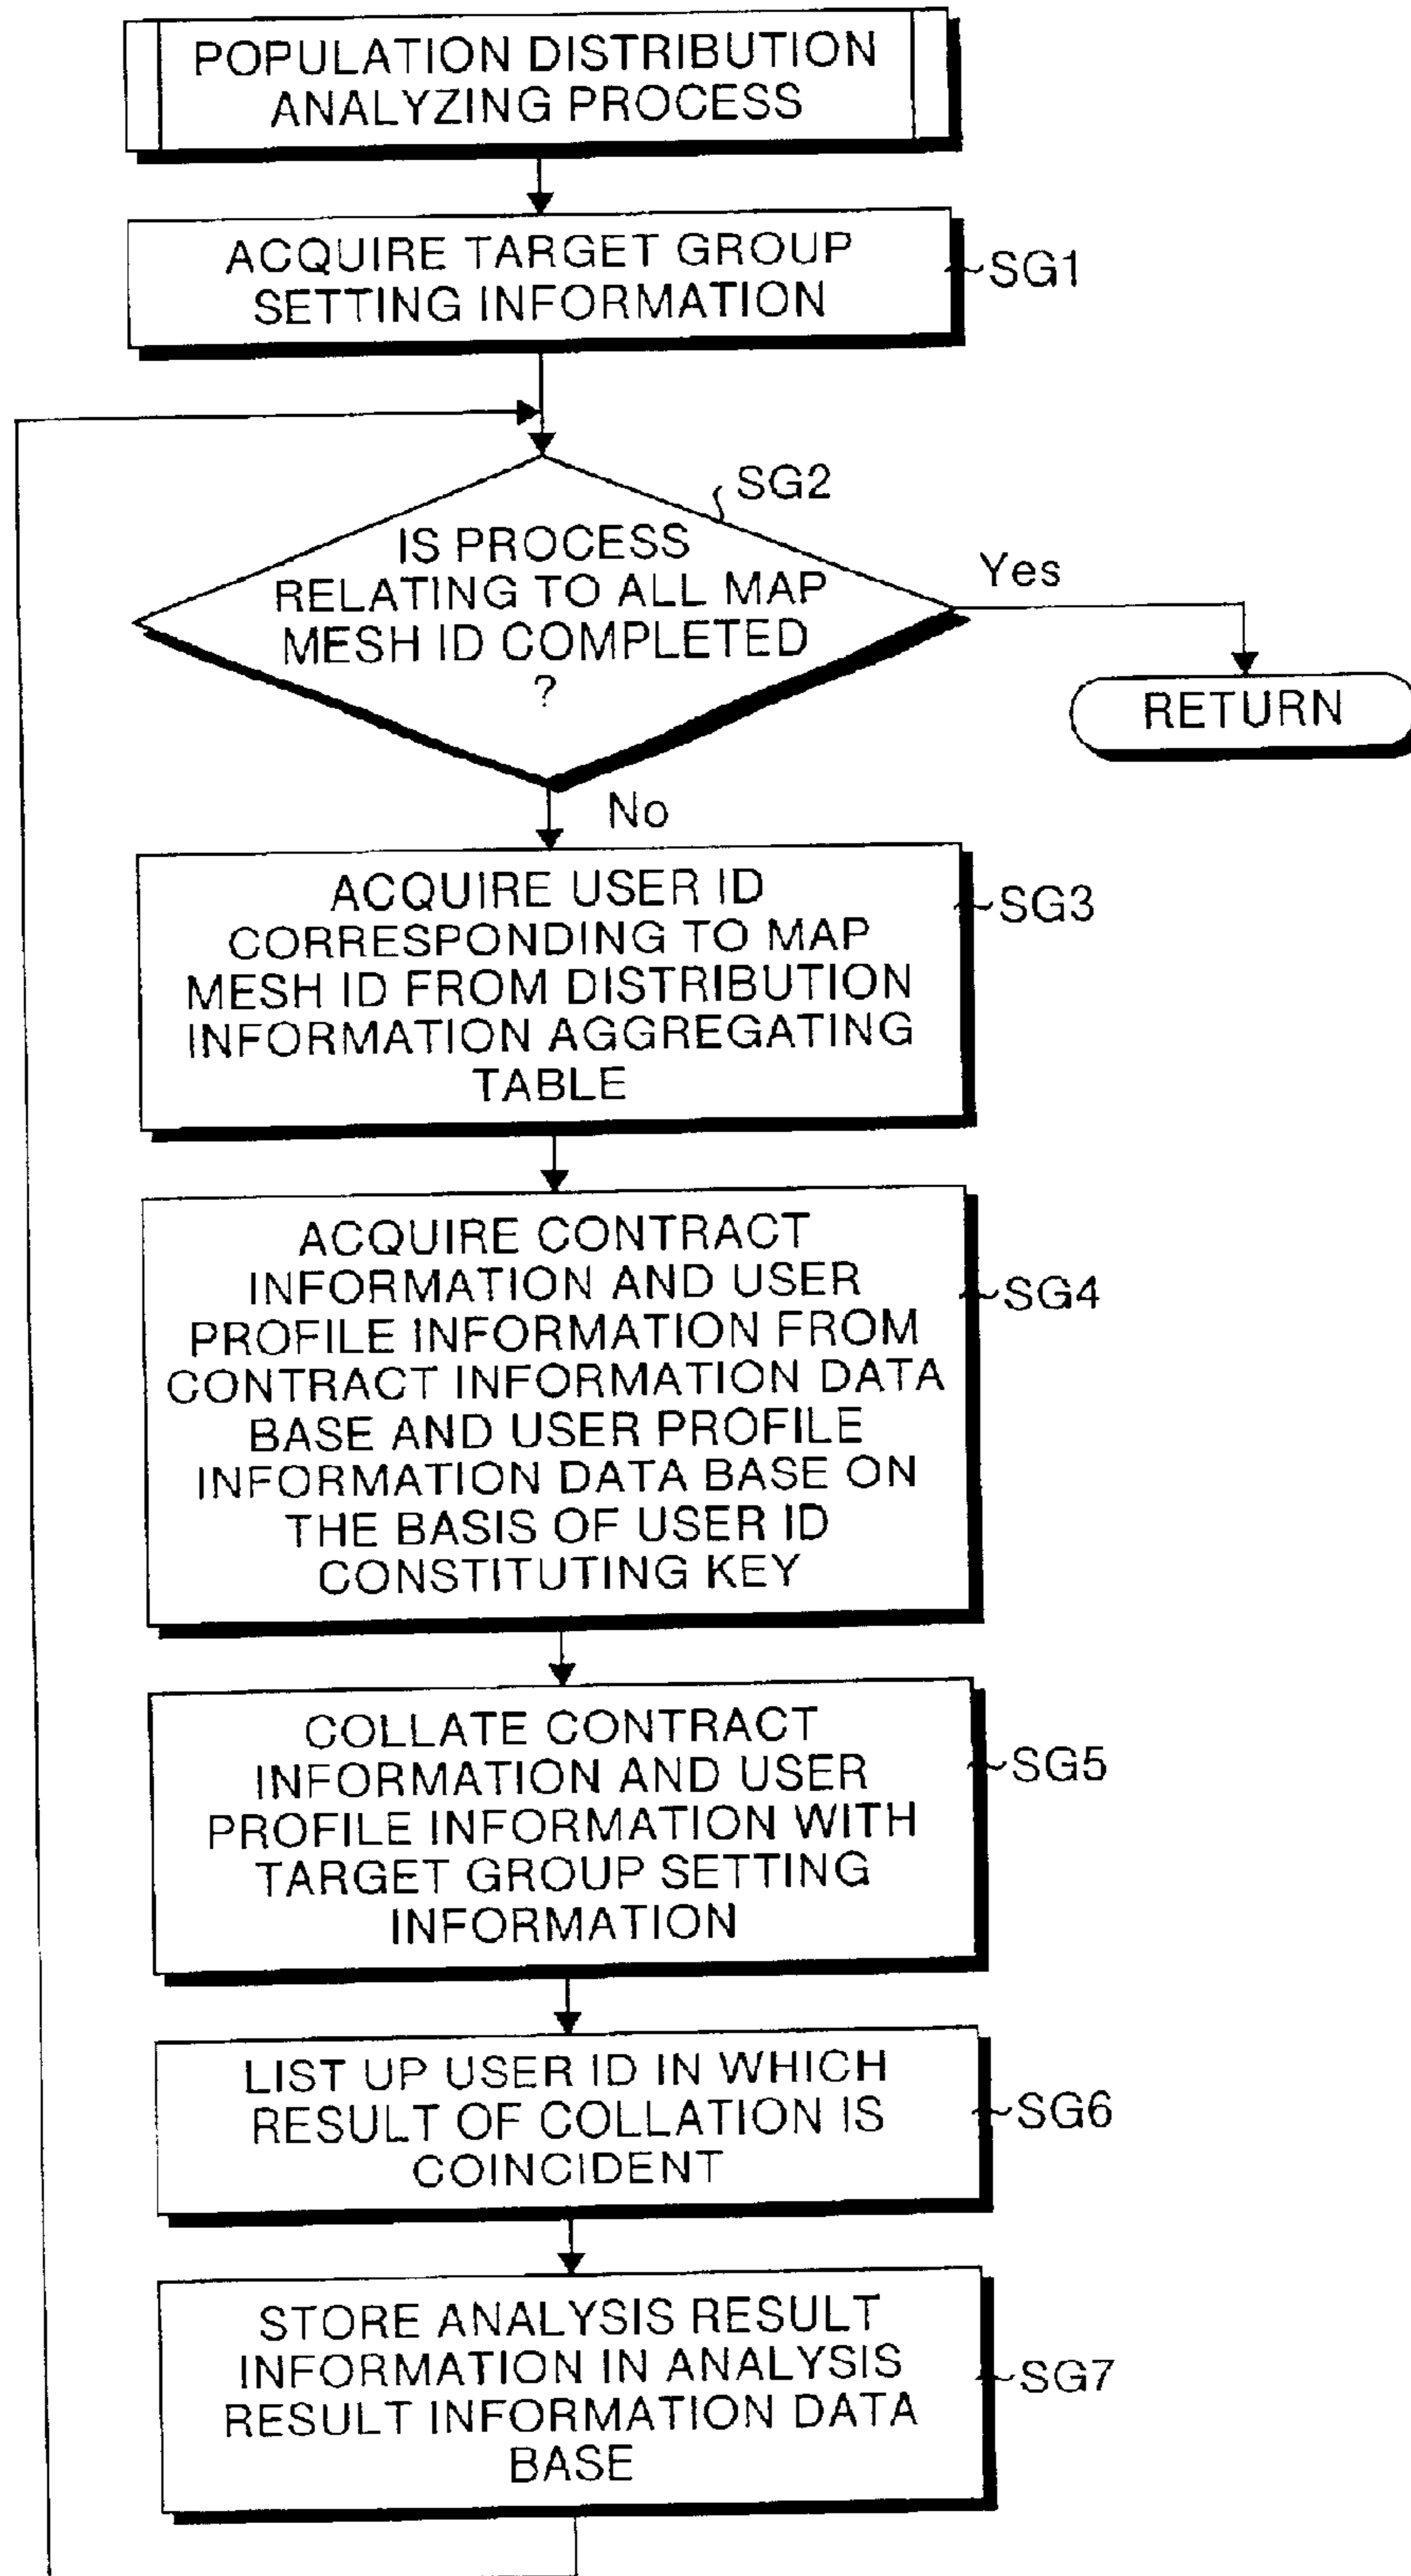 POPULATION DISTRIBUTION
ANALYZING PROCESS
ACQUIRE TARGET GROUP
SETTING INFORMATION
SG1
SG2
IS PROCESS
RELATING TO ALL MAP
MESH ID COMPLETED
?
Yes
RETURN
No
ACQUIRE USER ID
CORRESPONDING TO MAP
MESH ID FROM DISTRIBUTION
INFORMATION AGGREGATING
TABLE
SG3
ACQUIRE CONTRACT
INFORMATION AND USER
PROFILE INFORMATION FROM
CONTRACT INFORMATION DATA
BASE AND USER PROFILE
INFORMATION DATA BASE ON
THE BASIS OF USER ID
CONSTITUTING KEY
SG4
COLLATE CONTRACT
INFORMATION AND USER
PROFILE INFORMATION WITH
TARGET GROUP SETTING
INFORMATION
SG5
LIST UP USER ID IN WHICH
RESULT OF COLLATION IS
COINCIDENT
SG6
STORE ANALYSIS RESULT
INFORMATION IN ANALYSIS
RESULT INFORMATION DATA
BASE
SG7